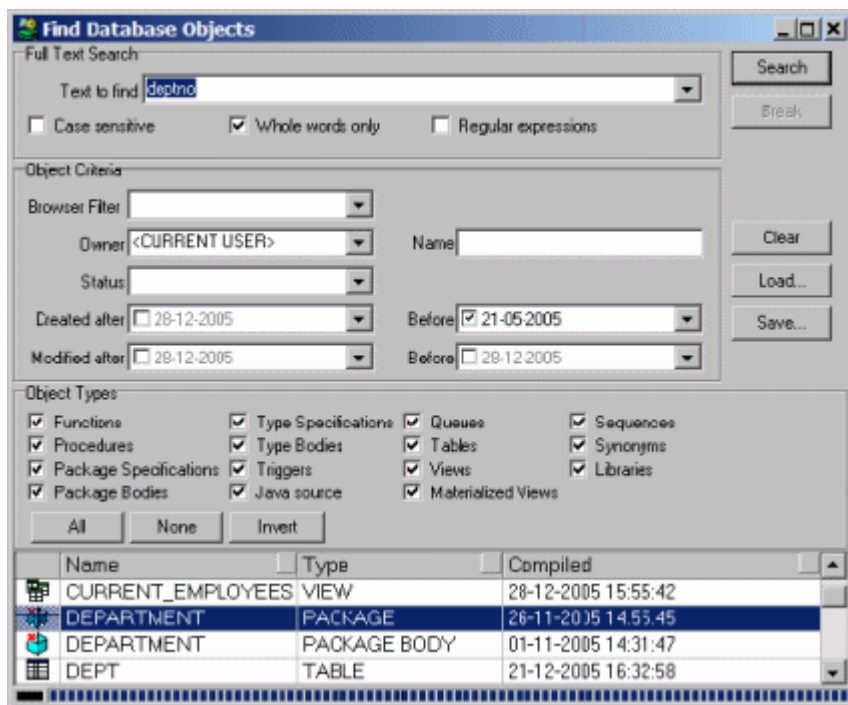 Find Database Objects
Full Text Search
Text to find deptno Search
Case sensitive Whole words only Regular expressions Break
Object Criteria
Browser Filter
Owner <CURRENT USER> Name Clear
Status Load...
Created after 28-12-2005 Before 21-05-2005 Save...
Modified after 28-12-2005 Before 28-12-2005
Object Types
Functions Type Specifications Queues Sequences
Procedures Type Bodies Tables Synonyms
Package Specifications Triggers Views Libraries
Package Bodies Java source Materialized Views
All None Invert
Name Type Compiled
CURRENT_EMPLOYEES VIEW 28-12-2005 15:55:42
DEPARTMENT PACKAGE 26-11-2005 14:55:45
DEPARTMENT PACKAGE BODY 01-11-2005 14:31:47
DEPT TABLE 21-12-2005 16:32:58